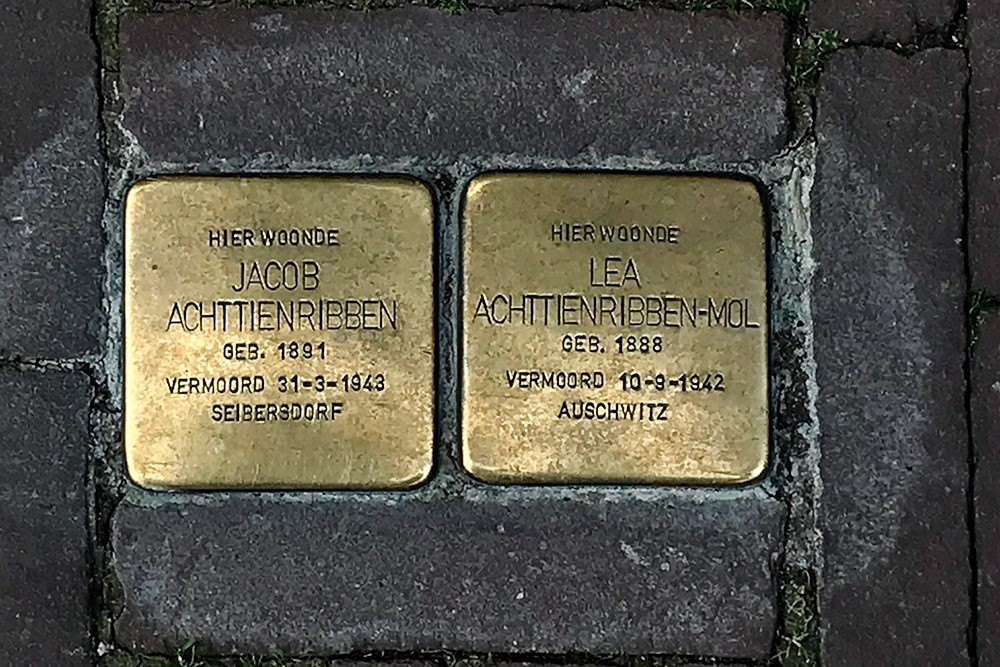 HIER WOONDE
JACOB
ACHTTIENRIBBEN
GEB. 1891
VERMOORD 31-3-1943
SEIBERSDORF
HIER WOONDE
LEA
ACHTTIENRIBBEN-MOL
GEB. 1888
VERMOORD 10-9-1942
AUSCHWITZ